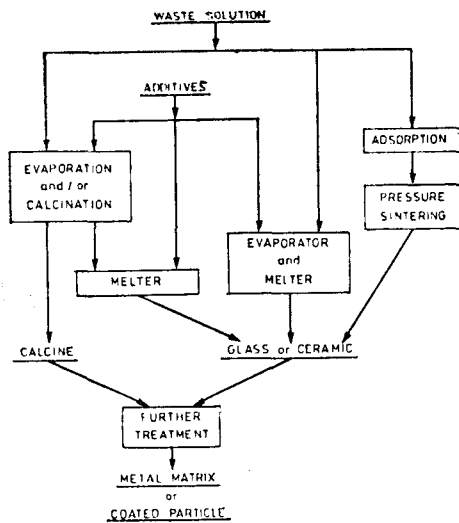 WASTE SOLUTION
ADDITIVES
ADSORPTION
EVAPORATION
and / or
CALCINATION
PRESSURE
SINTERING
EVAPORATOR
and
MELTER
MELTER
CALCINE
GLASS or CERAMIC
FURTHER
TREATMENT
METAL MATRIX
or
COATED PARTICLE